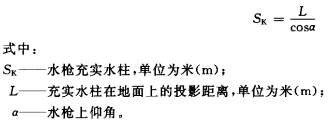 S_K = L/cosα
式中：
S_K——水枪充实水柱，单位为米(m)；
L——充实水柱在地面上的投影距离，单位为米(m)；
α——水枪上仰角。